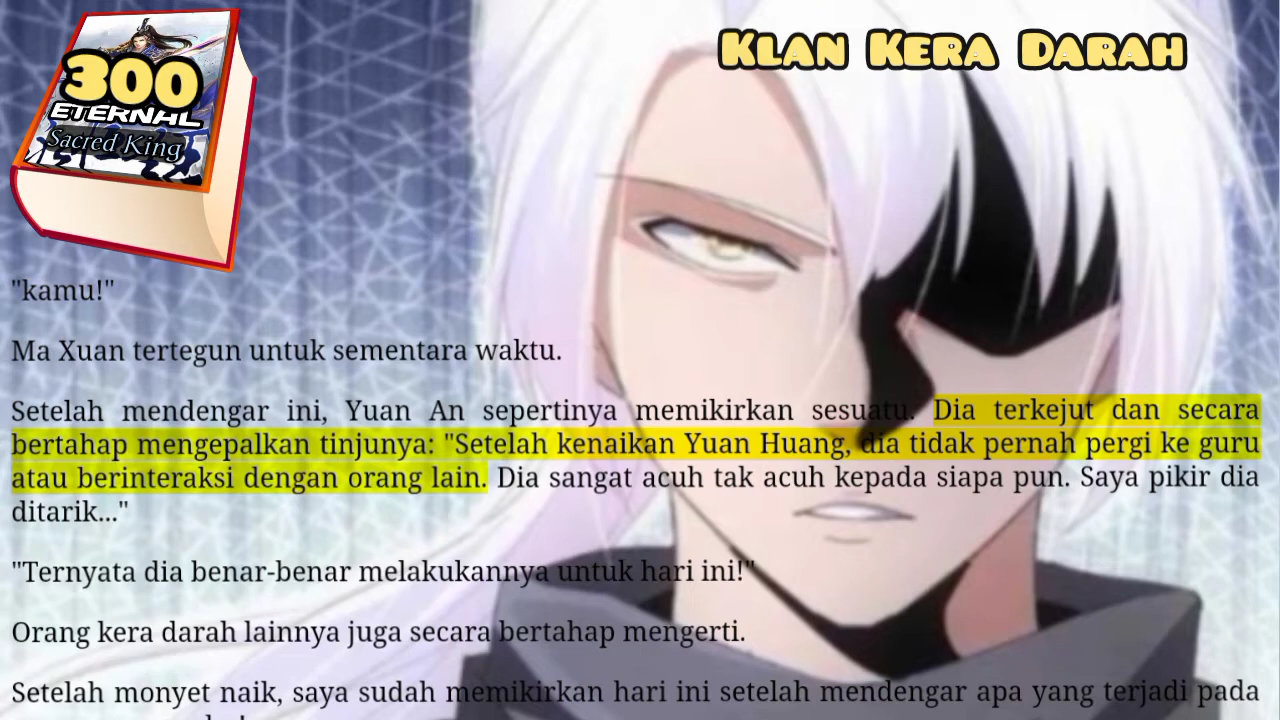 Klan Kera Darah
300
ETERNAL
Sacred King
"kamu!"
Ma Xuan tertegun untuk sementara waktu.
Setelah mendengar ini, Yuan An sepertinya memikirkan sesuatu. Dia terkejut dan secara
bertahap mengepalkan tinjunya: "Setelah kenaikan Yuan Huang, dia tidak pernah pergi ke guru
atau berinteraksi dengan orang lain. Dia sangat acuh tak acuh kepada siapa pun. Saya pikir dia
ditarik..."
"Ternyata dia benar-benar melakukannya untuk hari ini!"
Orang kera darah lainnya juga secara bertahap mengerti.
Setelah monyet naik, saya sudah memikirkan hari ini setelah mendengar apa yang terjadi pada